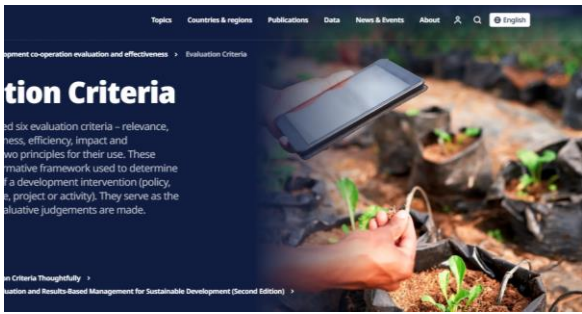 Topics Countries & regions Publications Data News & Events About English
opment co-operation evaluation and effectiveness > Evaluation Criteria
tion Criteria
ed six evaluation criteria – relevance,
ness, efficiency, impact and
wo principles for their use. These
rmative framework used to determine
f a development intervention (policy,
e, project or activity). They serve as the
aluative judgements are made.
on Criteria Thoughtfully >
luation and Results-Based Management for Sustainable Development (Second Edition) >